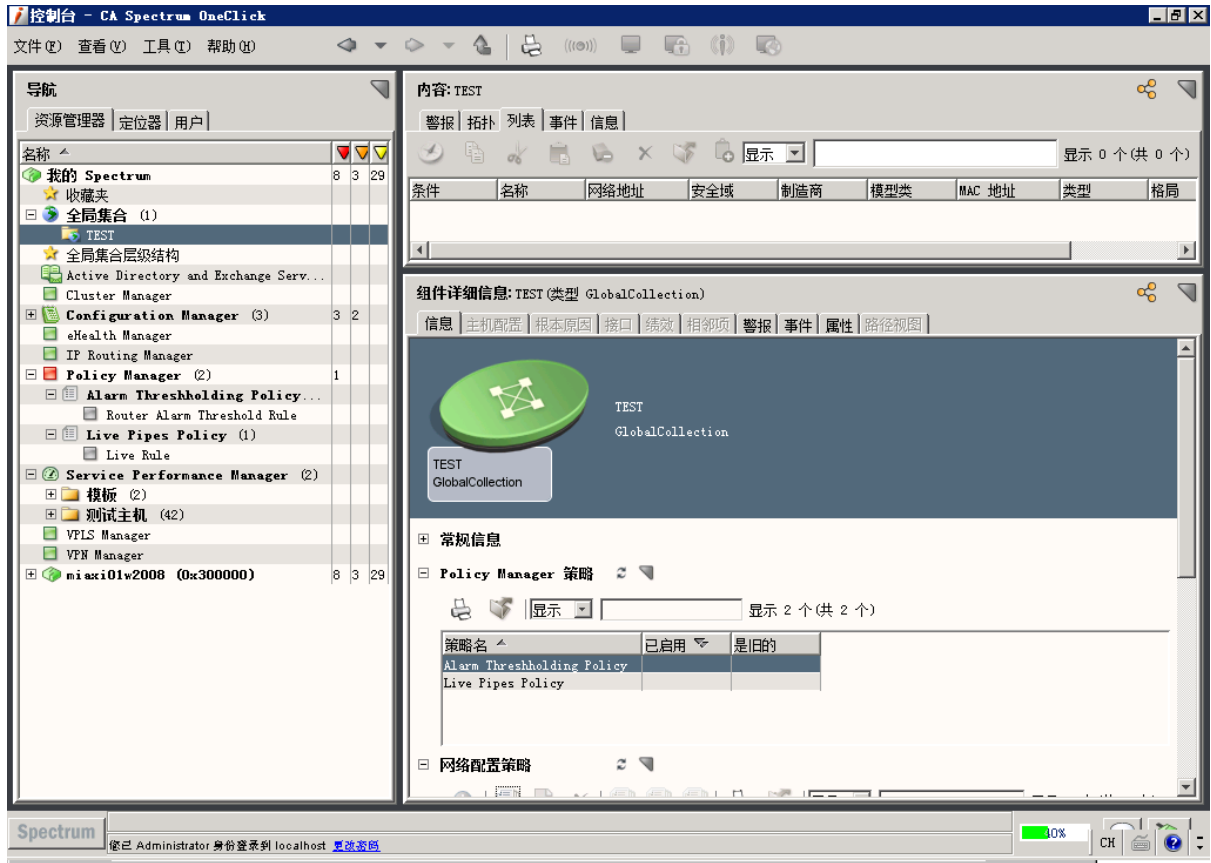 控制台 - CA Spectrum OneClick
文件(F) 查看(V) 工具(T) 帮助(H)
导航
资源管理器 定位器 用户
名称
我的 Spectrum 8 3 29
收藏夹
全局集合 (1)
TEST
全局集合层级结构
Active Directory and Exchange Serv...
Cluster Manager
Configuration Manager (3) 3 2
eHealth Manager
IP Routing Manager
Policy Manager (2) 1
Alarm Threshholding Policy...
Router Alarm Threshold Rule
Live Pipes Policy (1)
Live Rule
Service Performance Manager (2)
模板 (2)
测试主机 (42)
VPLS Manager
VPN Manager
miaxi01w2008 (0x300000) 8 3 29
内容: TEST
警报 拓扑 列表 事件 信息
显示 显示 0 个(共 0 个)
条件 名称 网络地址 安全域 制造商 模型类 MAC 地址 类型 格局
组件详细信息: TEST (类型 GlobalCollection)
信息 主机配置 根本原因 接口 绩效 相邻项 警报 事件 属性 路径视图
TEST
GlobalCollection
TEST
GlobalCollection
常规信息
Policy Manager 策略
显示 显示 2 个(共 2 个)
策略名 已启用 是旧的
Alarm Threshholding Policy
Live Pipes Policy
网络配置策略
Spectrum
您已 Administrator 身份登录到 localhost 更改密码
10%
CH